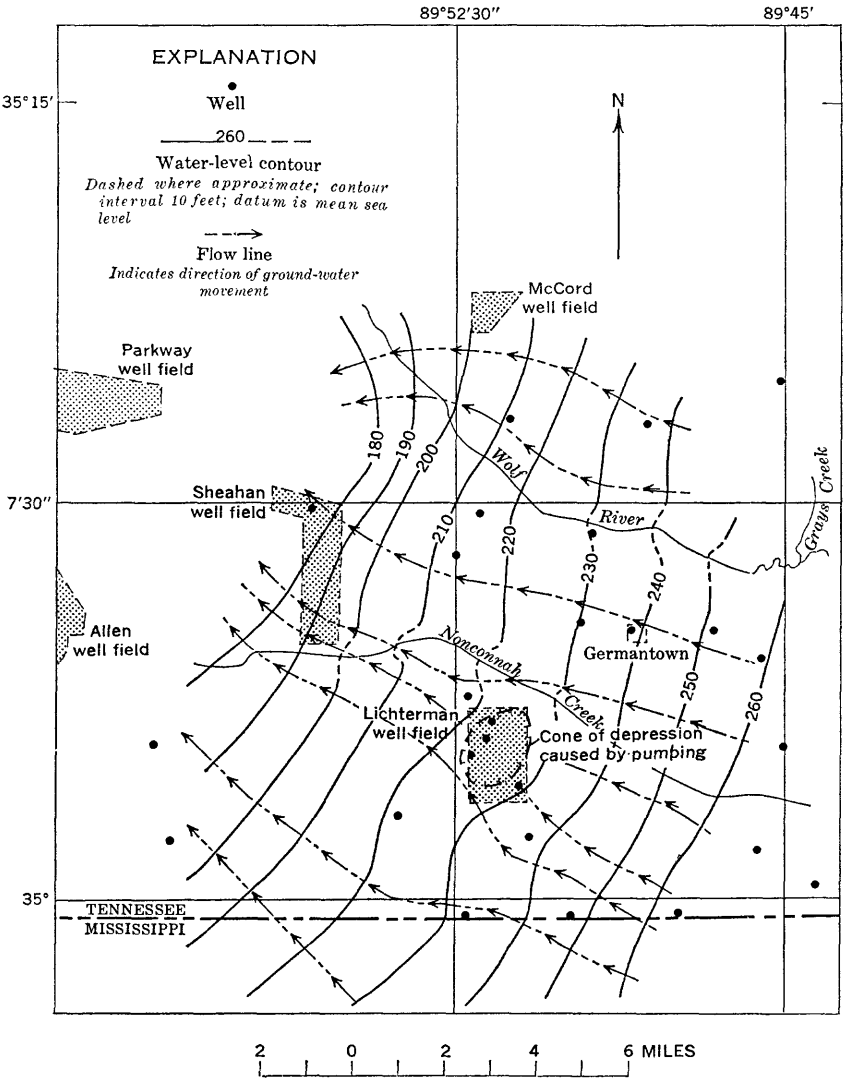 89°52'30"
89°45'
EXPLANATION
Well
260
Water-level contour
Dashed where approximate; contour
interval 10 feet; datum is mean sea
level
Flow line
Indicates direction of ground-water
movement
35°15'
N
McCord
well field
Parkway
well field
180
190
200
Wolf
River
Grays Creek
7'30"
Sheahan
well field
210
220
230
240
250
260
Allen
well field
Nonconnah
Creek
Germantown
Lichterman
well field
Cone of depression
caused by pumping
35°
TENNESSEE
MISSISSIPPI
2 0 2 4 6 MILES